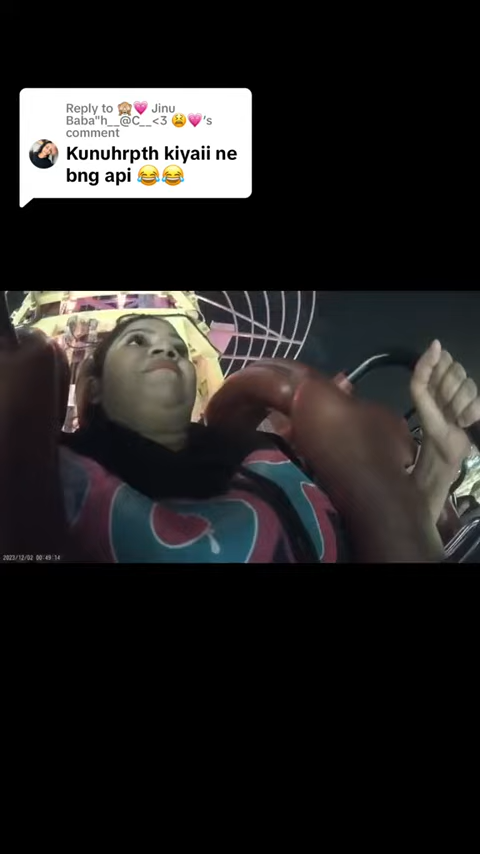 Reply to 🙈💗 Jinu
Baba"h__@C__<3 😫💗's
comment
Kunuhrpth kiyaii ne
bng api 😂😂
2023/12/02 00:49:14